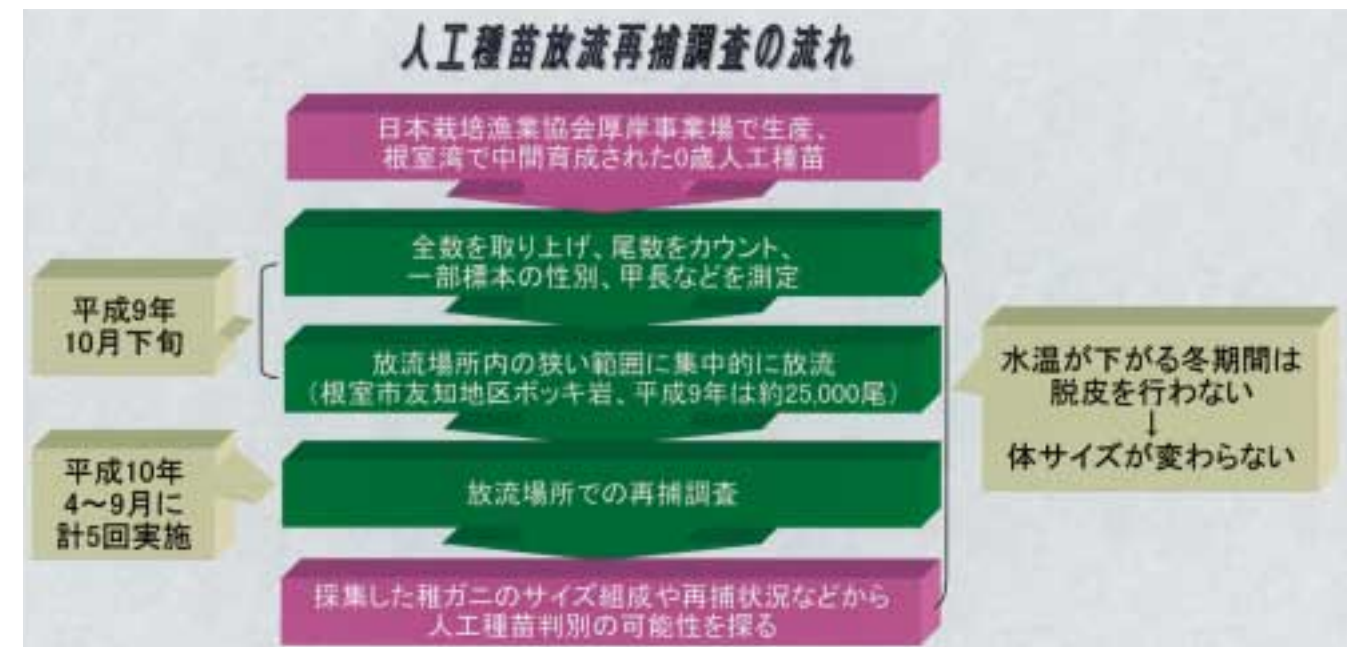 人工種苗放流再捕調査の流れ
日本栽培漁業協会厚岸事業場で生産、
根室湾で中間育成された0歳人工種苗
全数を取り上げ、尾数をカウント、
一部標本の性別、甲長などを測定
平成9年
10月下旬
放流場所内の狭い範囲に集中的に放流
（根室市友知地区ボッキ岩、平成9年は約25,000尾）
水温が下がる冬期間は
脱皮を行わない
↓
体サイズが変わらない
平成10年
4〜9月に
計5回実施
放流場所での再捕調査
採集した稚ガニのサイズ組成や再捕状況などから
人工種苗判別の可能性を探る